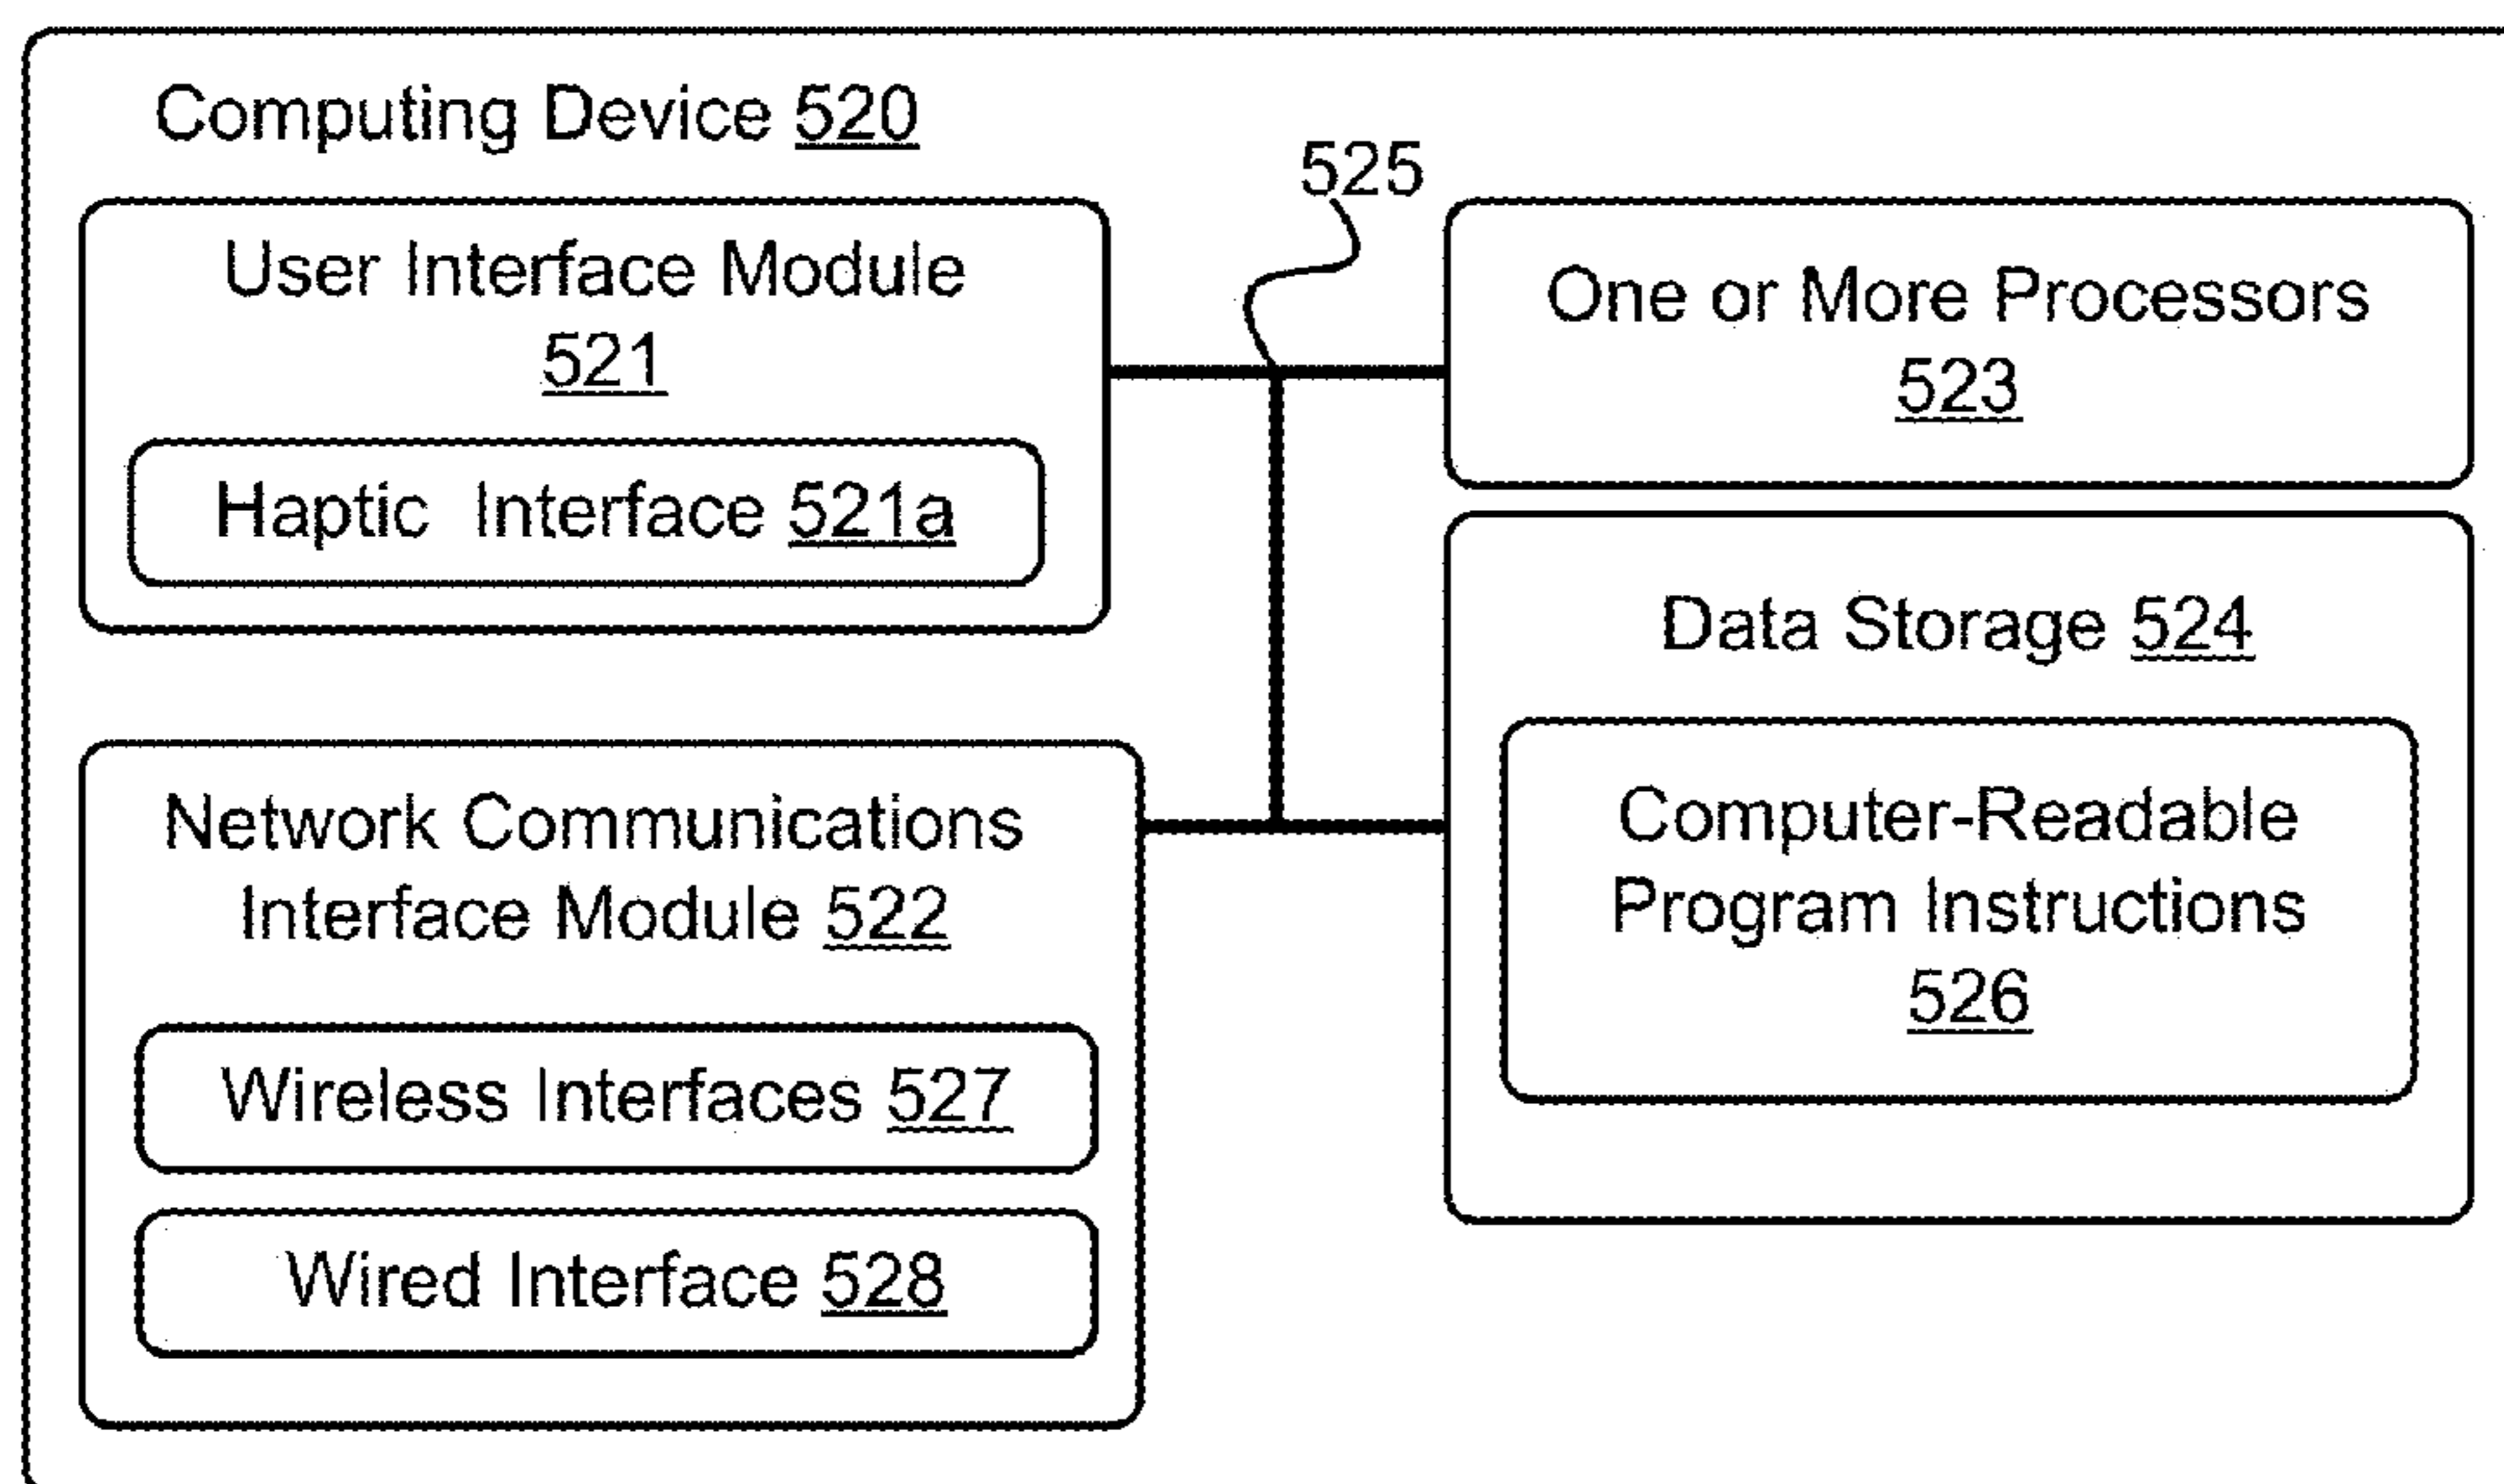 Computing Device 520
525
User Interface Module
521
Haptic Interface 521a
One or More Processors
523
Data Storage 524
Computer-Readable
Program Instructions
526
Network Communications
Interface Module 522
Wireless Interfaces 527
Wired Interface 528